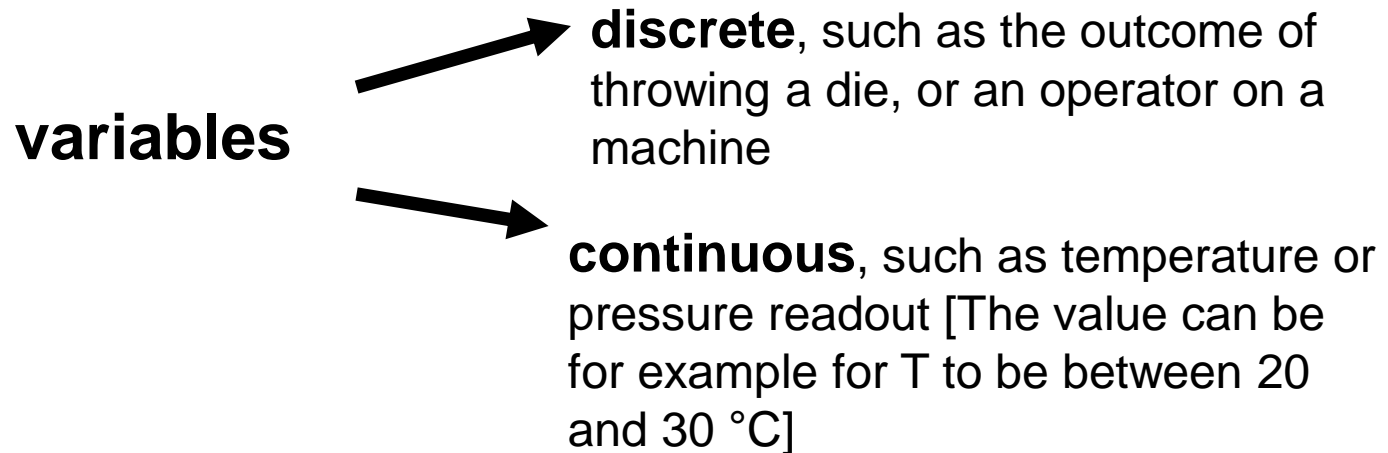 variables
discrete, such as the outcome of
throwing a die, or an operator on a
machine
continuous, such as temperature or
pressure readout [The value can be
for example for T to be between 20
and 30 °C]